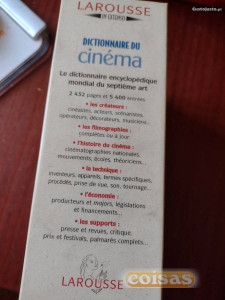 LAROUSSE
IN EXTENSO
DICTIONNAIRE DU
cinéma
Le dictionnaire encyclopédique
mondial du septième art
2 432 pages et 5 400 entrées
• les créateurs :
cinéastes, acteurs, scénaristes,
opérateurs, décorateurs, musiciens...
• les filmographies :
complètes ou à jour
• l'histoire du cinéma :
cinématographies nationales,
mouvements, écoles, théoriciens...
• la technique :
inventeurs, appareils, termes spécifiques,
procédés, prise de vue, son, tournage...
• l'économie :
producteurs et majors, législations
et financements...
• les supports :
presse et revues, critique,
prix et festivals, palmarès complets...
LAROUSSE
coisas